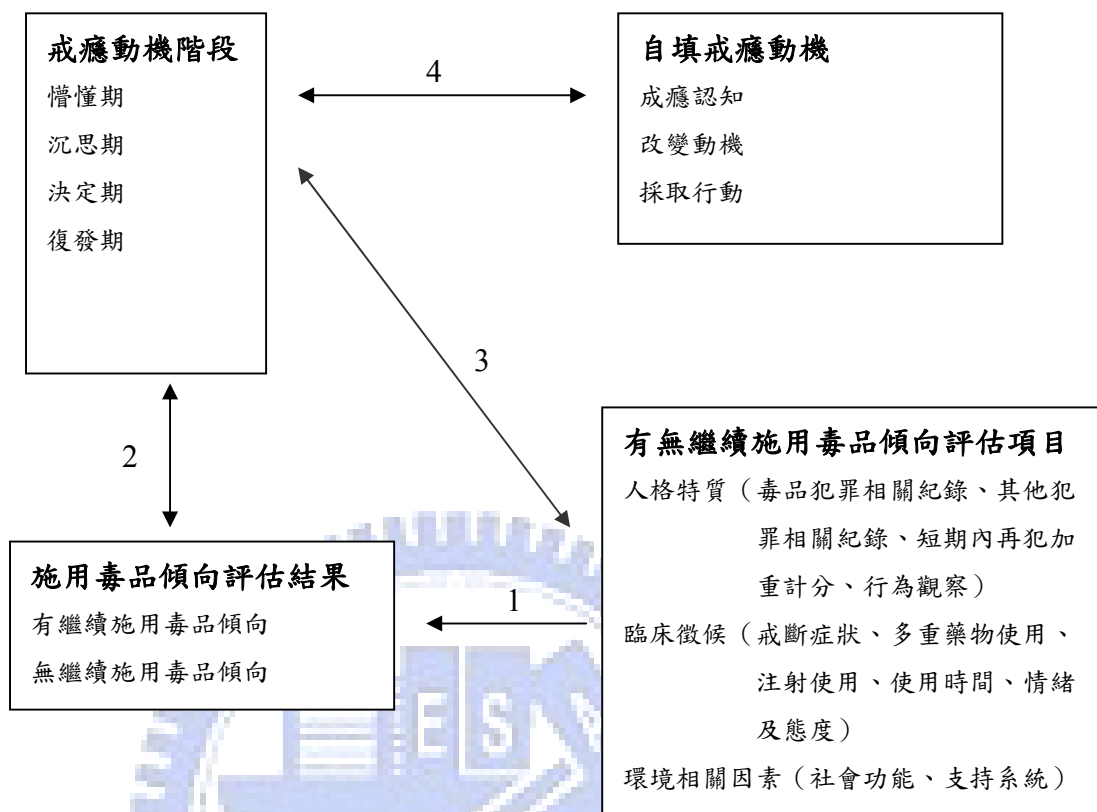 戒癮動機階段
懵懂期
沉思期
決定期
復發期
4
自填戒癮動機
成癮認知
改變動機
採取行動
3
2
施用毒品傾向評估結果
有繼續施用毒品傾向
無繼續施用毒品傾向
1
有無繼續施用毒品傾向評估項目
人格特質（毒品犯罪相關紀錄、其他犯
罪相關紀錄、短期內再犯加
重計分、行為觀察）
臨床徵候（戒斷症狀、多重藥物使用、
注射使用、使用時間、情緒
及態度）
環境相關因素（社會功能、支持系統）
ES